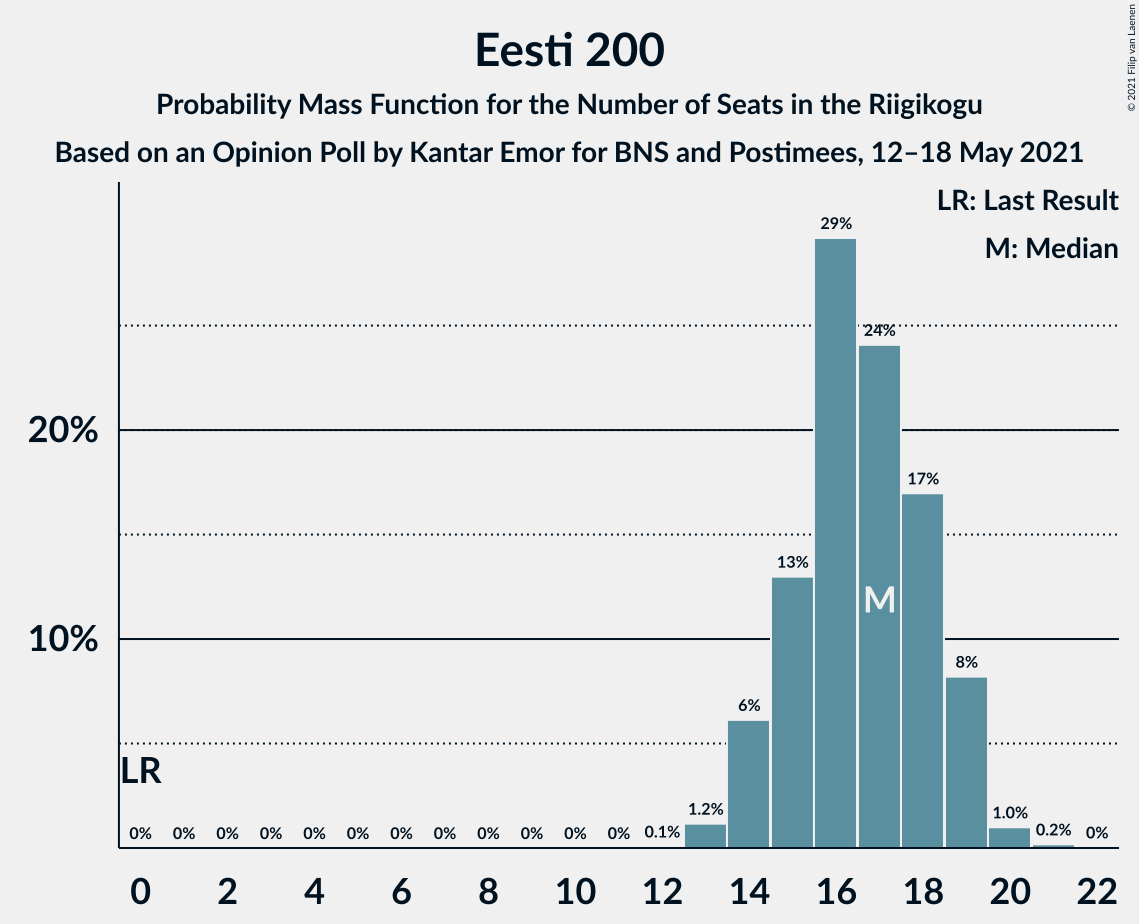 Eesti 200
Probability Mass Function for the Number of Seats in the Riigikogu
Based on an Opinion Poll by Kantar Emor for BNS and Postimees, 12–18 May 2021
© 2021 Filip van Laenen
LR: Last Result
M: Median
20%
10%
LR
0% 0% 0% 0% 0% 0% 0% 0% 0% 0% 0% 0% 0.1% 1.2% 6% 13% 29% 24% 17% 8% 1.0% 0.2% 0%
M
0 2 4 6 8 10 12 14 16 18 20 22